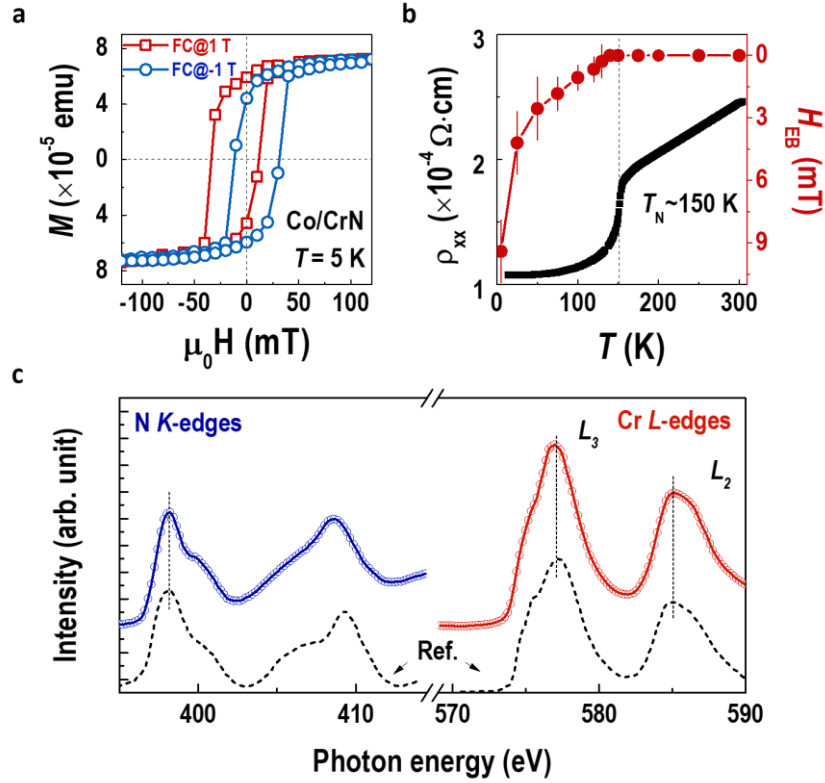 a
FC@1 T
FC@-1 T
8
4
0
4
8
M (×10⁻⁵ emu)
Co/CrN
T = 5 K
-100 -50 0 50 100
μ₀H (mT)
b
3
2
1
ρxx (×10⁻⁴ Ω·cm)
0
3
6
9
HEB (mT)
TN~150 K
0 100 200 300
T (K)
c
N K-edges
Cr L-edges
L₃
L₂
Ref.
Intensity (arb. unit)
400 410 570 580 590
Photon energy (eV)